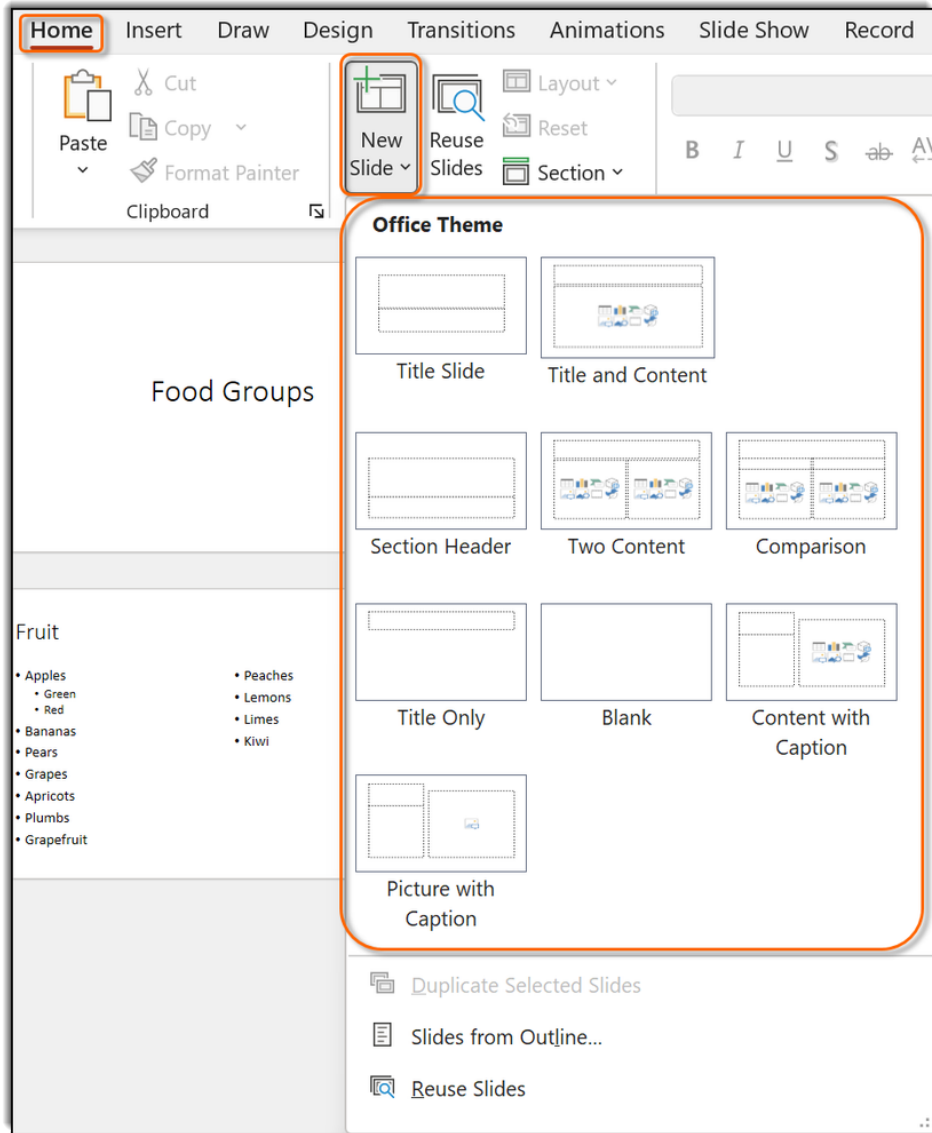 Home Insert Draw Design Transitions Animations Slide Show Record
Cut
Layout
Copy
Reset
Paste
New
Slide
Reuse
Slides
B I U S ab AV
Format Painter
Section
Clipboard
Office Theme
Title Slide
Title and Content
Food Groups
Section Header
Two Content
Comparison
Fruit
• Apples
• Green
• Red
• Bananas
• Pears
• Grapes
• Apricots
• Plumbs
• Grapefruit
• Peaches
• Lemons
• Limes
• Kiwi
Title Only
Blank
Content with
Caption
Picture with
Caption
Duplicate Selected Slides
Slides from Outline...
Reuse Slides